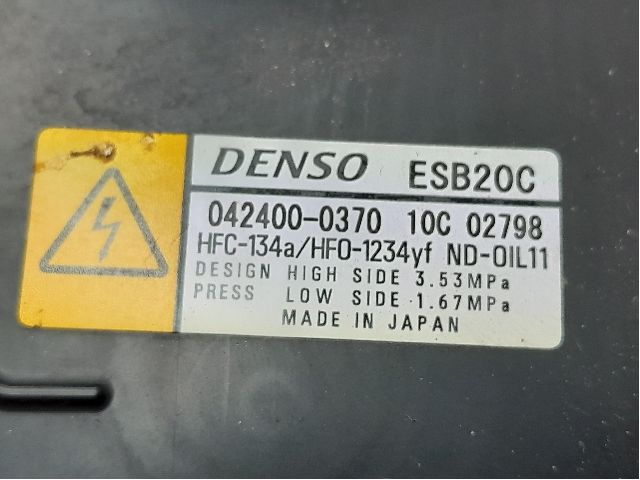 DENSO ESB20C
042400-0370 10C 02798
HFC-134a/HFO-1234yf ND-OIL11
DESIGN HIGH SIDE 3.53MPa
PRESS LOW SIDE 1.67MPa
MADE IN JAPAN